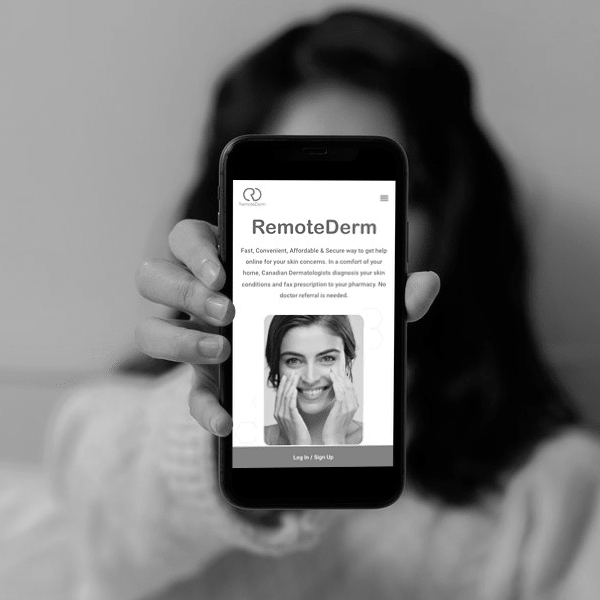 RemoteDerm
RemoteDerm
Fast, Convenient, Affordable & Secure way to get help
online for your skin concerns. In a comfort of your
home, Canadian Dermatologists diagnose your skin
conditions and fax prescription to your pharmacy. No
doctor referral is needed.
Log In / Sign Up